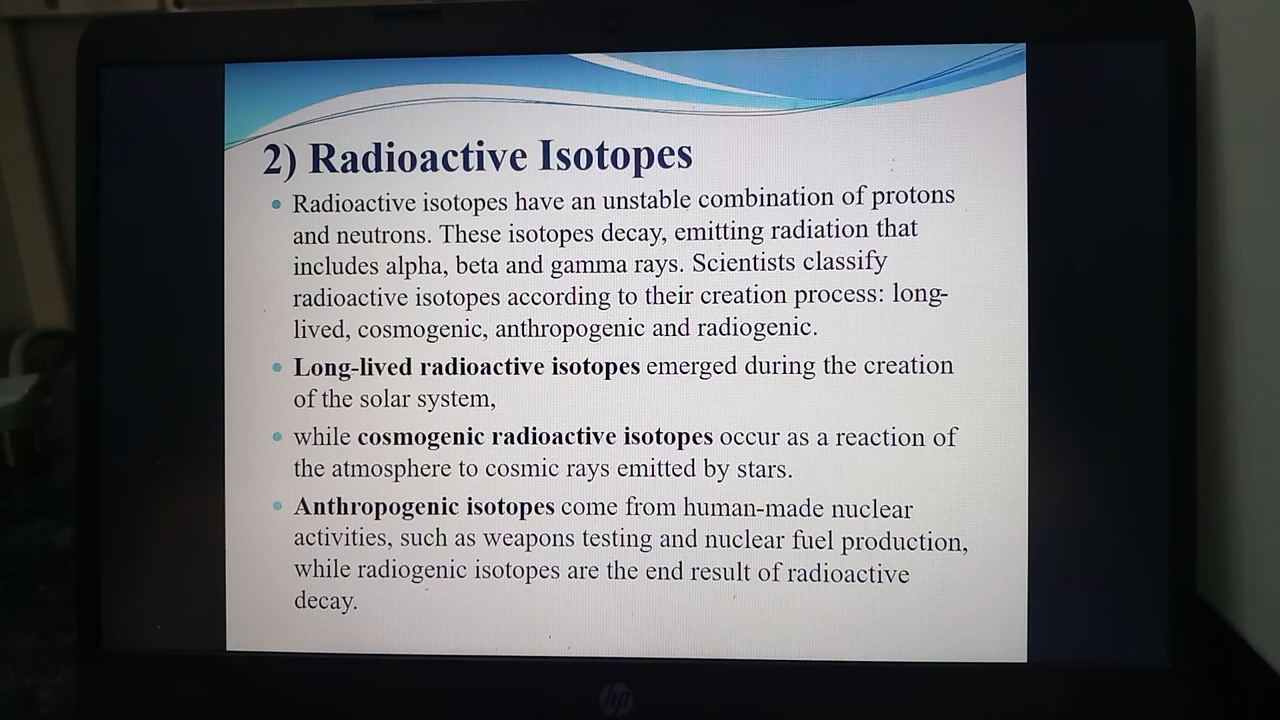 2) Radioactive Isotopes
Radioactive isotopes have an unstable combination of protons
and neutrons. These isotopes decay, emitting radiation that
includes alpha, beta and gamma rays. Scientists classify
radioactive isotopes according to their creation process: long-
lived, cosmogenic, anthropogenic and radiogenic.
Long-lived radioactive isotopes emerged during the creation
of the solar system,
while cosmogenic radioactive isotopes occur as a reaction of
the atmosphere to cosmic rays emitted by stars.
Anthropogenic isotopes come from human-made nuclear
activities, such as weapons testing and nuclear fuel production,
while radiogenic isotopes are the end result of radioactive
decay.
hp